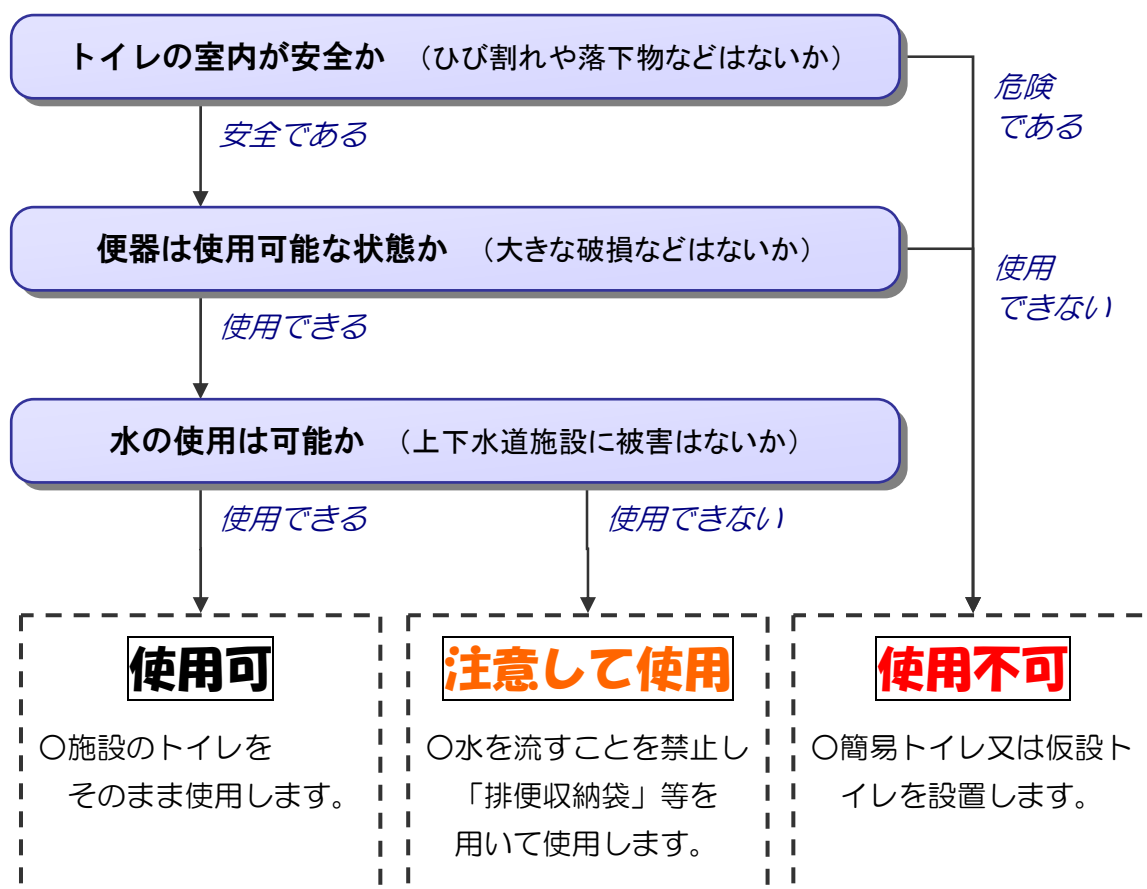 トイレの室内が安全か （ひび割れや落下物などはないか）
危険
である
安全である
便器は使用可能な状態か （大きな破損などはないか）
使用
できない
使用できる
水の使用は可能か （上下水道施設に被害はないか）
使用できる
使用できない
使用可
〇施設のトイレを
そのまま使用します。
注意して使用
〇水を流すことを禁止し
「排便収納袋」等を
用いて使用します。
使用不可
〇簡易トイレ又は仮設ト
イレを設置します。